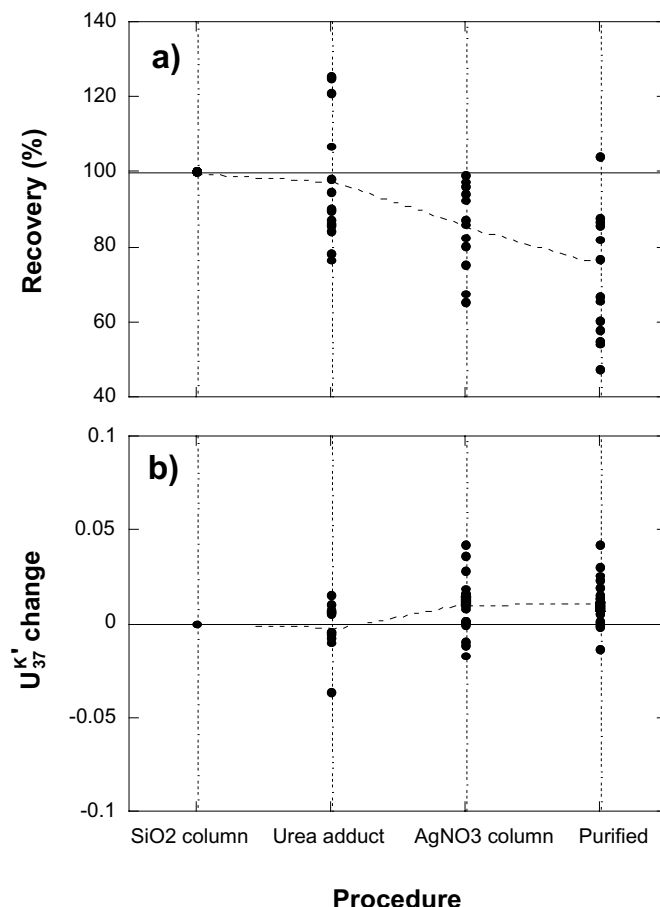 140
a)
120
100
80
60
40
Recovery (%)
0.1
b)
0.05
0
-0.05
-0.1
U37K' change
SiO2 column Urea adduct AgNO3 column Purified
Procedure